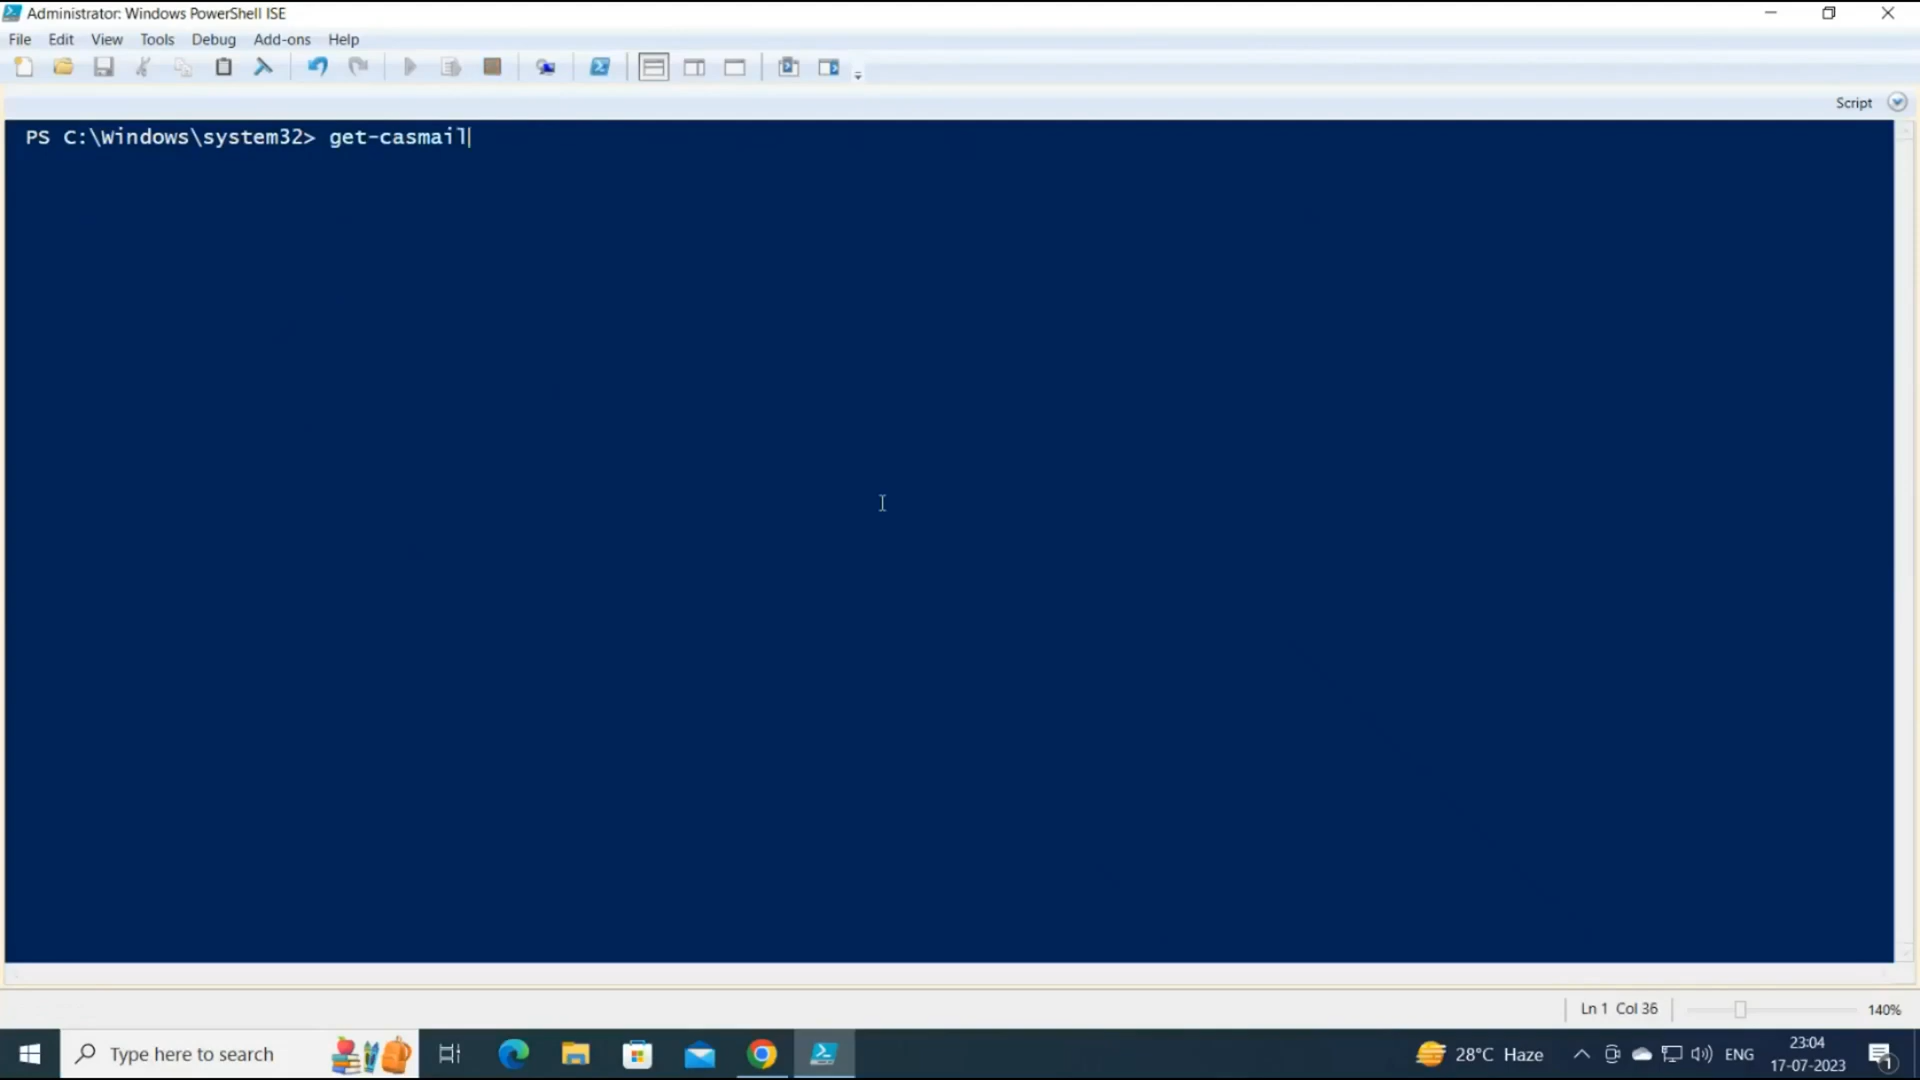 Administrator: Windows PowerShell ISE
File Edit View Tools Debug Add-ons Help
Script
PS C:\Windows\system32> get-casmail
Ln 1 Col 36
140%
Type here to search
28°C Haze
ENG
23:04
17-07-2023
1